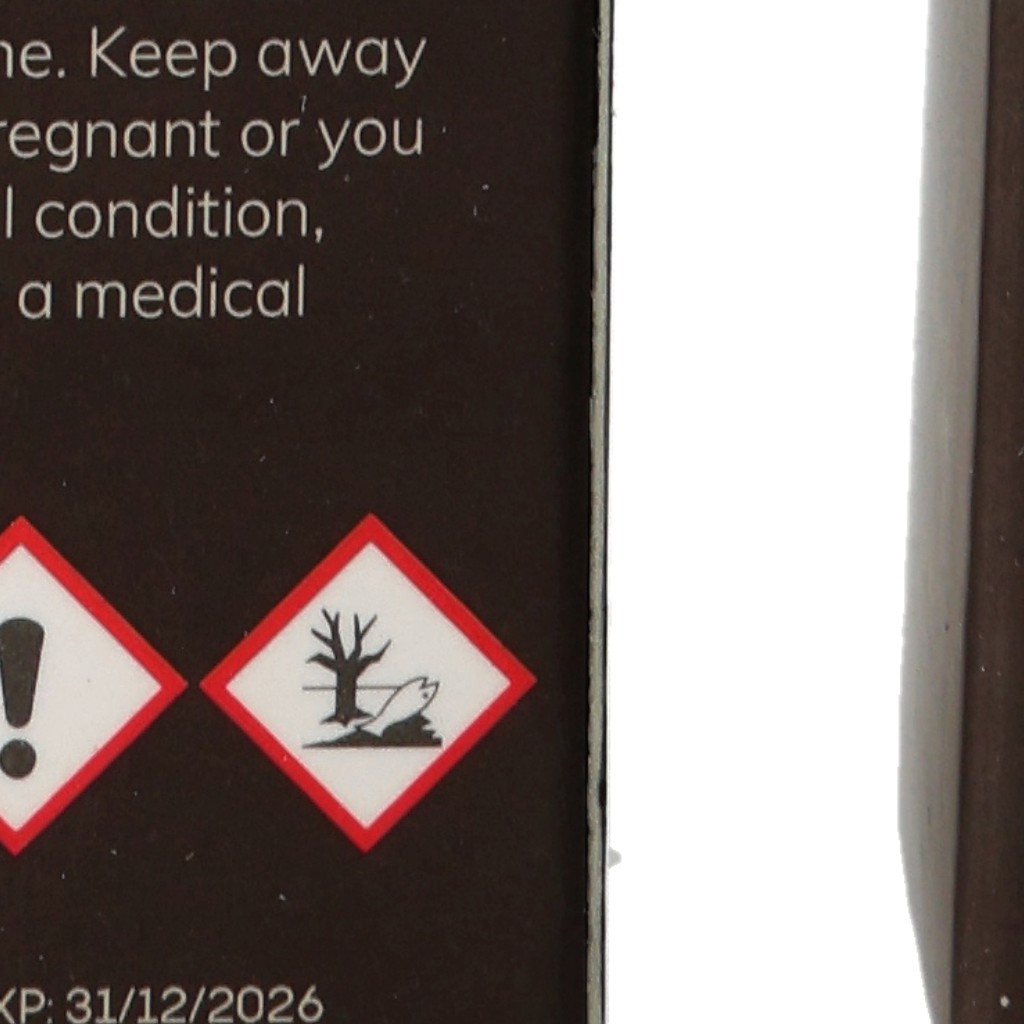 ne. Keep away
regnant or you
l condition,
a medical
XP: 31/12/2026